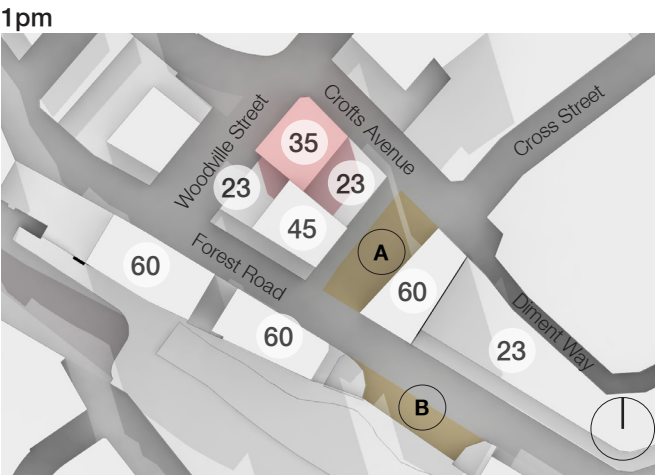 1pm
Woodville Street
Crofts Avenue
Cross Street
35
23
23
45
A
Forest Road
60
60
60
Diment Way
23
B